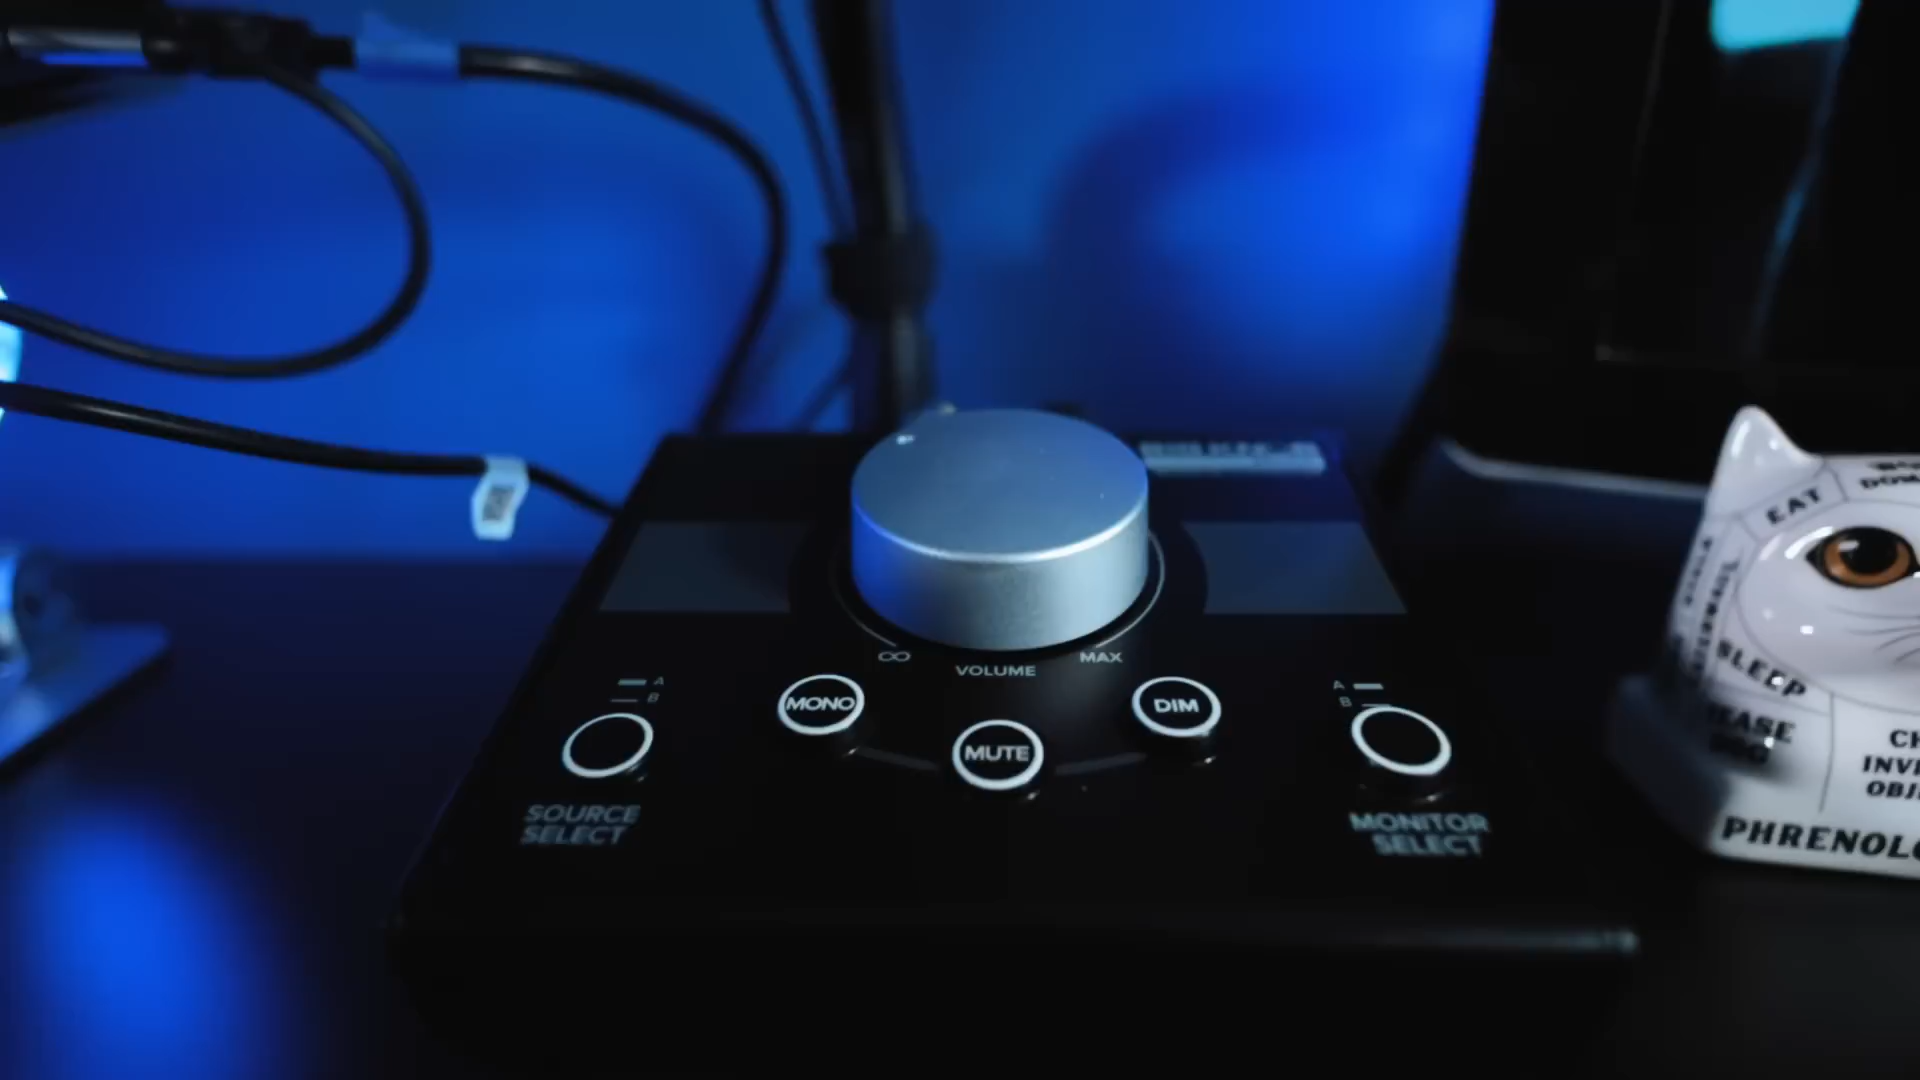 ∞
VOLUME
MAX
A
B
MONO
MUTE
DIM
A
B
SOURCE
SELECT
MONITOR
SELECT
EAT
SLEEP
PHRENOLO